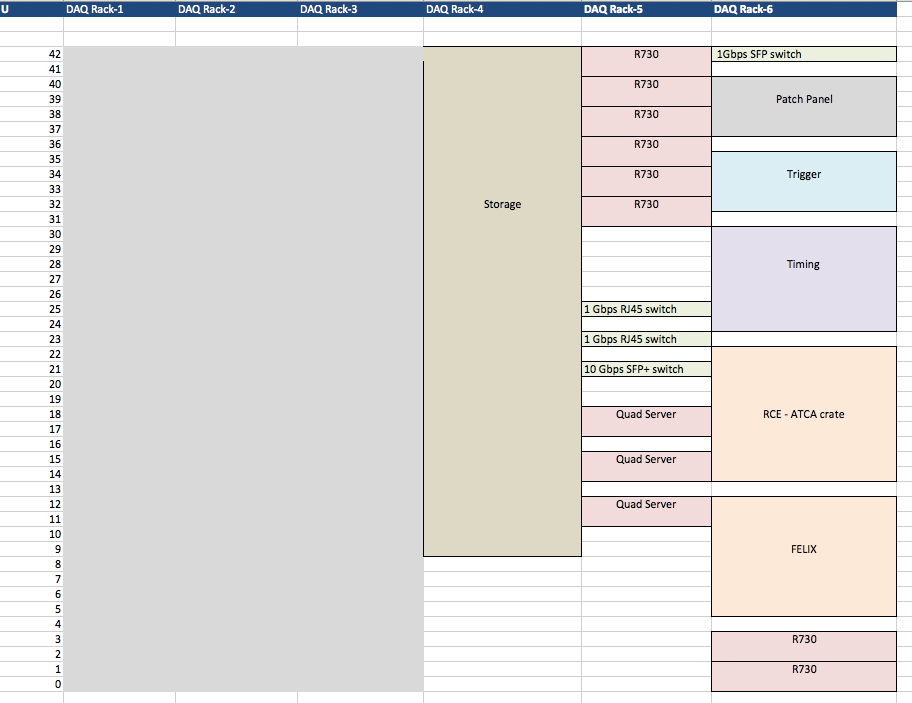 U DAQ Rack-1 DAQ Rack-2 DAQ Rack-3 DAQ Rack-4 DAQ Rack-5 DAQ Rack-6
42 R730 1Gbps SFP switch
41
40 R730
39 Patch Panel
38 R730
37
36 R730
35
34 R730 Trigger
33
32 Storage R730
31
30
29
28 Timing
27
26
25 1 Gbps RJ45 switch
24
23 1 Gbps RJ45 switch
22
21 10 Gbps SFP+ switch
20
19
18 Quad Server RCE - ATCA crate
17
16
15 Quad Server
14
13
12 Quad Server
11
10
9 FELIX
8
7
6
5
4
3 R730
2
1 R730
0